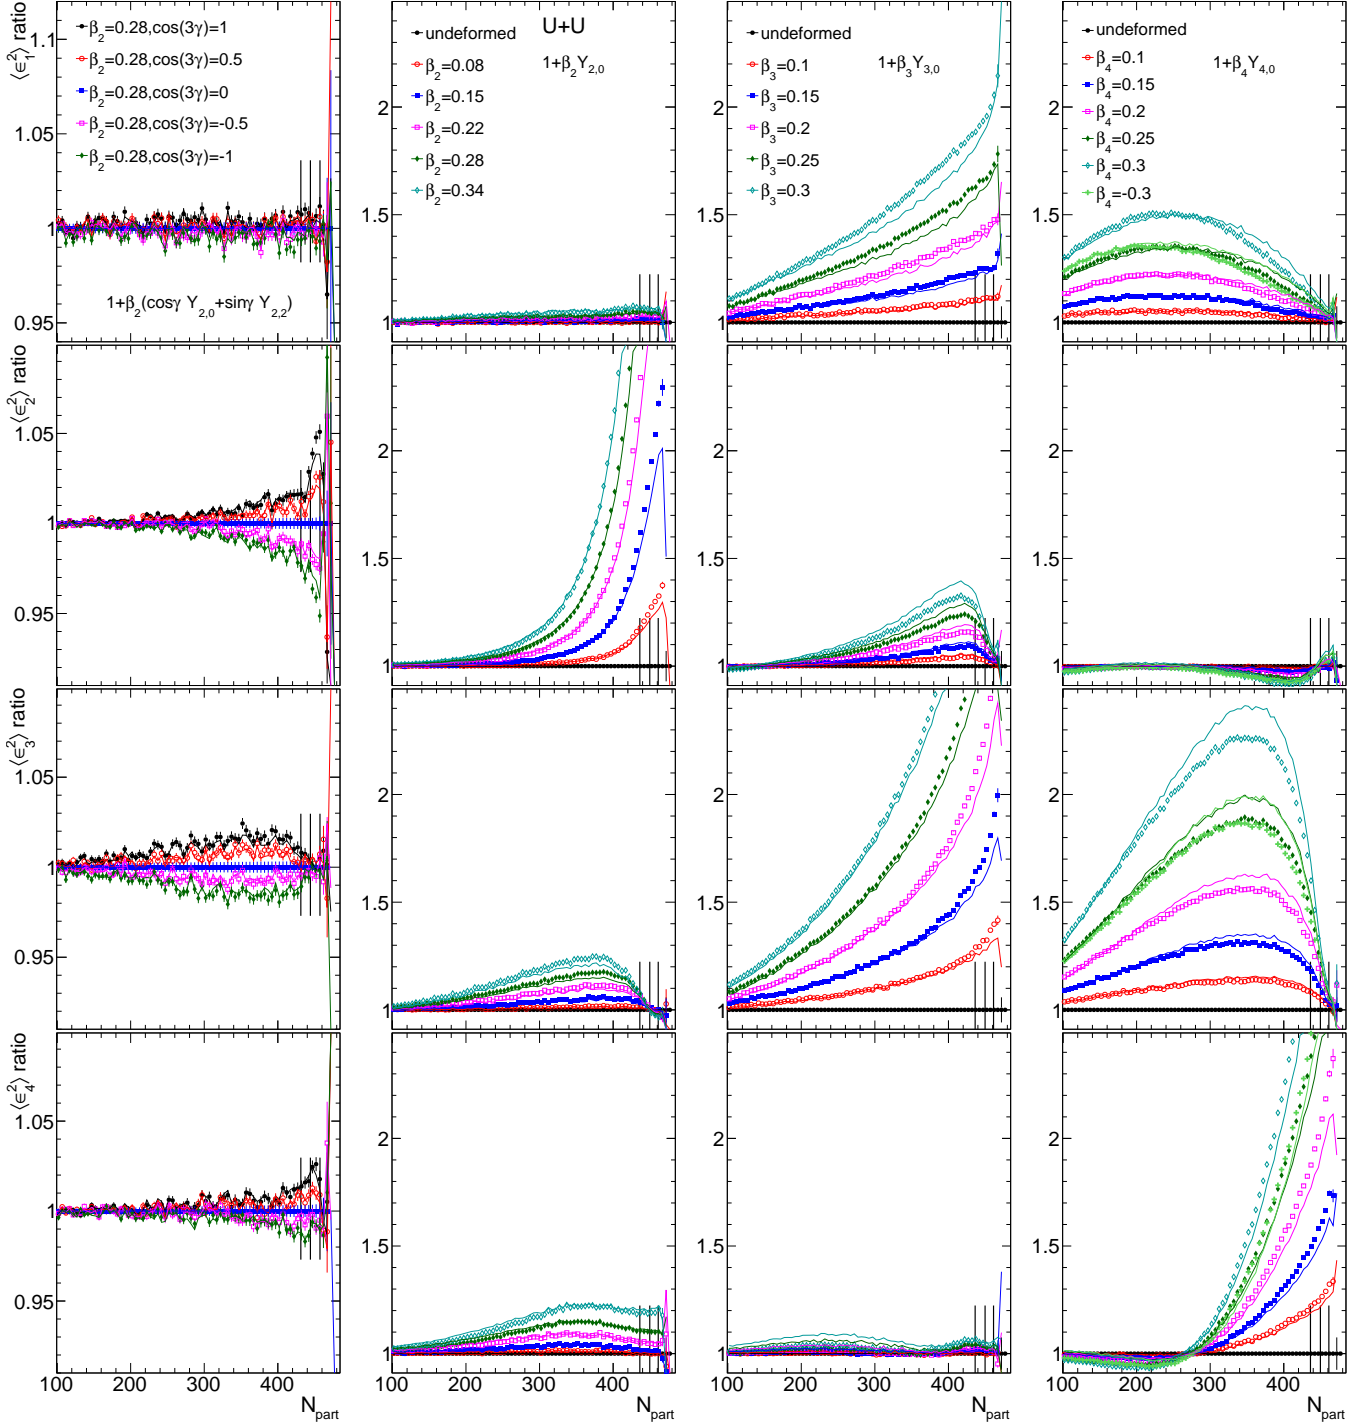 ⟨ε₁²⟩ ratio
1.1
1.05
1
0.95
β₂=0.28,cos(3γ)=1
β₂=0.28,cos(3γ)=0.5
β₂=0.28,cos(3γ)=0
β₂=0.28,cos(3γ)=-0.5
β₂=0.28,cos(3γ)=-1
1+β₂(cosγ Y₂,₀+sinγ Y₂,₂)
U+U
undeformed
β₂=0.08
β₂=0.15
β₂=0.22
β₂=0.28
β₂=0.34
1+β₂Y₂,₀
2
1.5
1
undeformed
β₃=0.1
β₃=0.15
β₃=0.2
β₃=0.25
β₃=0.3
1+β₃Y₃,₀
2
1.5
1
undeformed
β₄=0.1
β₄=0.15
β₄=0.2
β₄=0.25
β₄=0.3
β₄=-0.3
1+β₄Y₄,₀
2
1.5
1
⟨ε₂²⟩ ratio
1.05
1
0.95
2
1.5
1
2
1.5
1
2
1.5
1
⟨ε₃²⟩ ratio
1.05
1
0.95
2
1.5
1
2
1.5
1
2
1.5
1
⟨ε₄²⟩ ratio
1.05
1
0.95
2
1.5
1
2
1.5
1
2
1.5
1
100 200 300 400
100 200 300 400
100 200 300 400
100 200 300 400
N_part
N_part
N_part
N_part